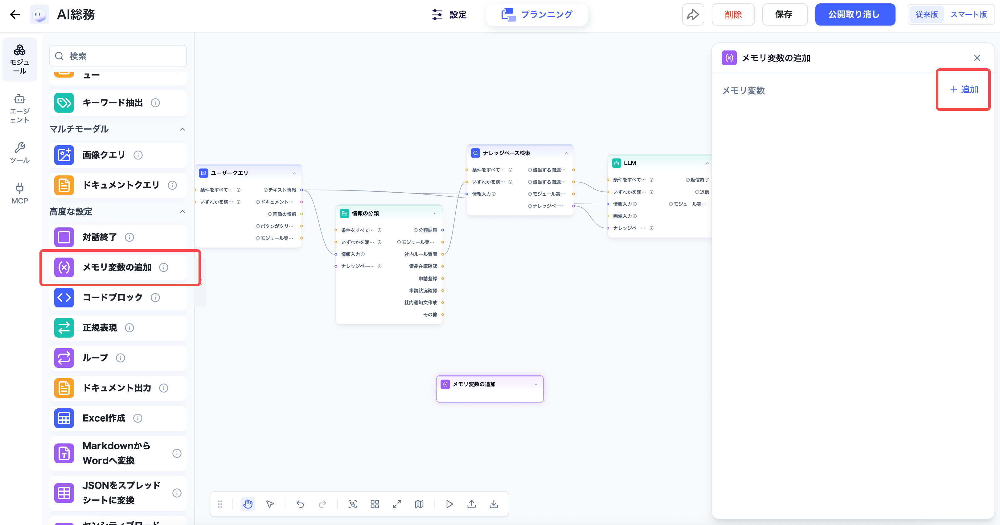 AI総務
設定
プランニング
削除
保存
公開取り消し
従来版
スマート版
モジュ
ール
エージ
ェント
ツール
MCP
検索
ュー
キーワード抽出
マルチモーダル
画像クエリ
ドキュメントクエリ
高度な設定
対話終了
メモリ変数の追加
コードブロック
正規表現
ループ
ドキュメント出力
Excel作成
Markdownから
Wordへ変換
JSONをスプレッド
シートに変換
ユーザークエリ
条件をすべて… テキスト情報
いずれかを満… ドキュメント…
画像の情報
ボタンがクリ…
モジュール実…
情報の分類
条件をすべて… 分類結果
いずれかを満… モジュール実…
情報入力 社内ルール質問
ナレッジベー… 備品在庫確認
申請登録
申請状況確認
社内通知文作成
その他
ナレッジベース検索
条件をすべて… 該当する関連…
いずれかを満… 該当する関連…
情報入力 モジュール実…
ナレッジベー…
LLM
条件をすべて… 返信終了
いずれかを満… 返信
情報入力 モジュール実…
画像入力
ナレッジベー…
メモリ変数の追加
メモリ変数の追加
メモリ変数
+ 追加